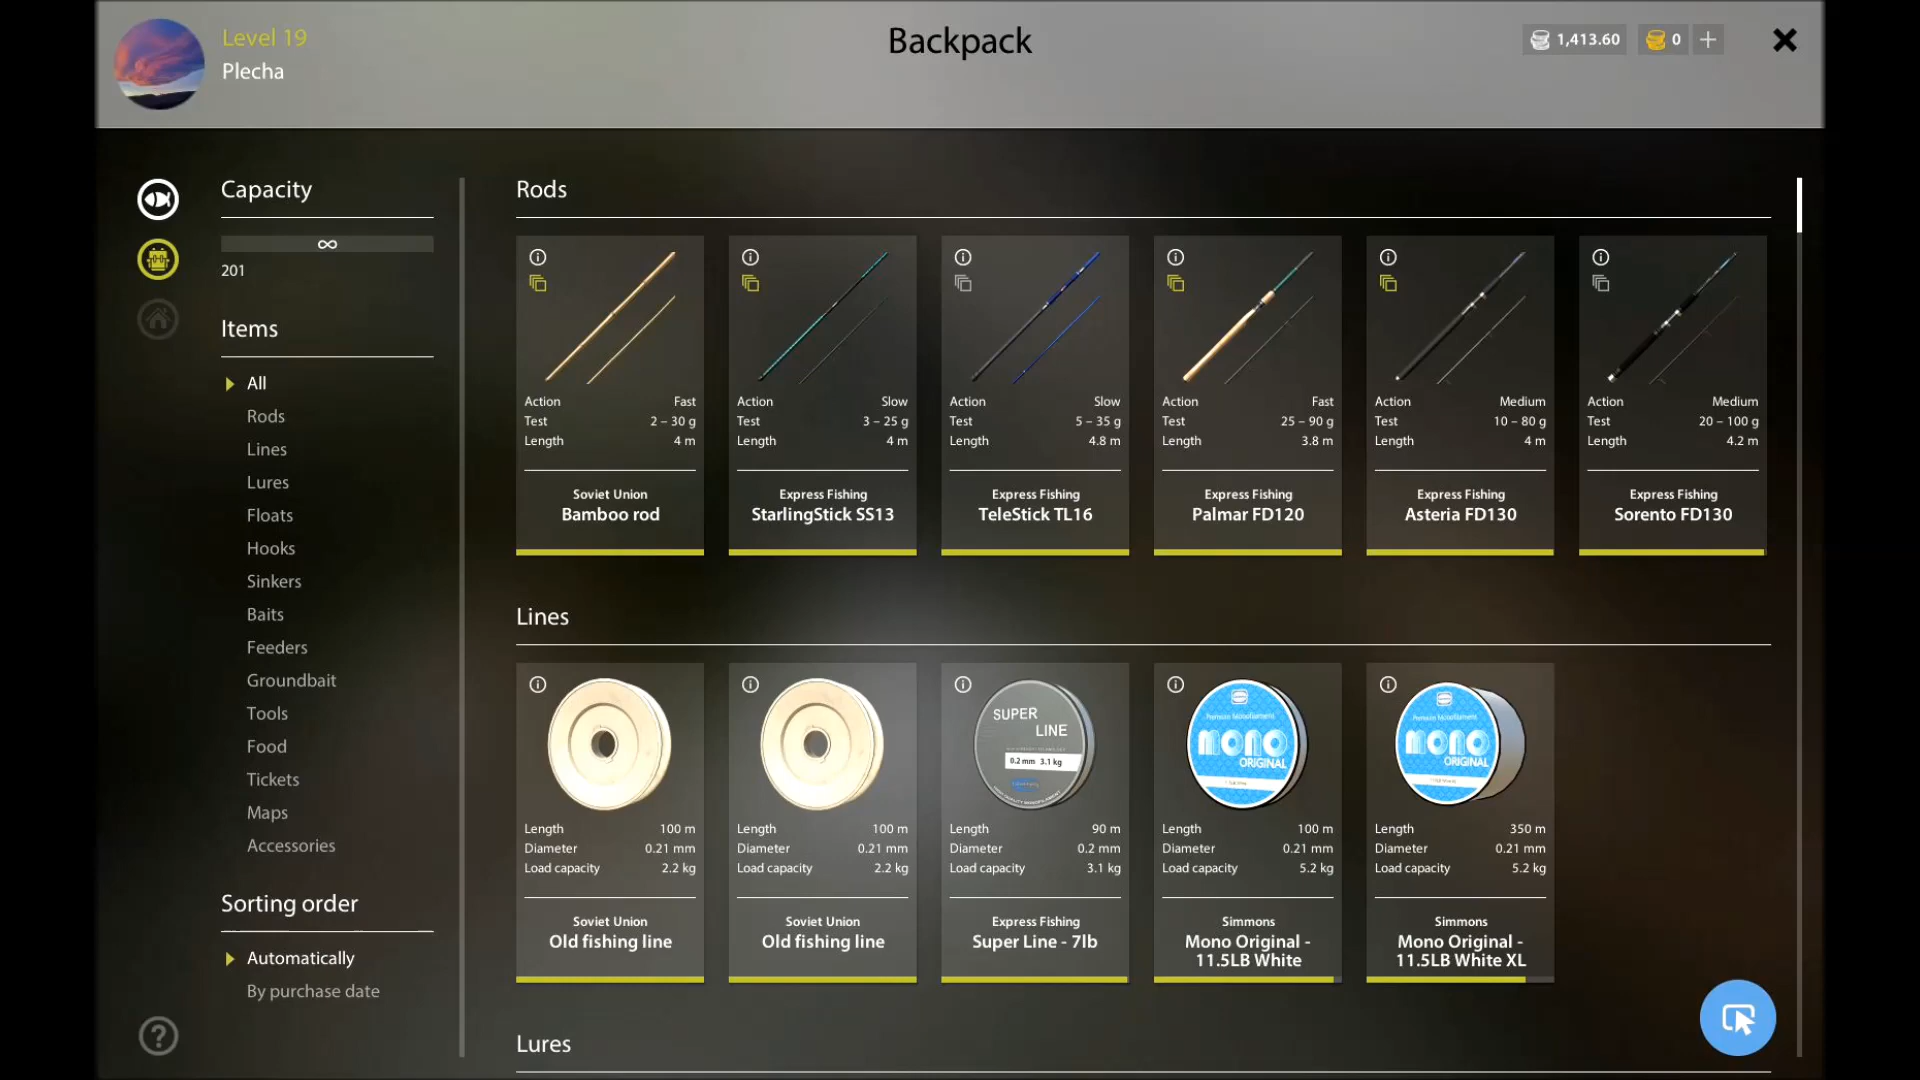 Level 19
Plecha
Backpack
1,413.60
0
Capacity
∞
201
Items
All
Rods
Lines
Lures
Floats
Hooks
Sinkers
Baits
Feeders
Groundbait
Tools
Food
Tickets
Maps
Accessories
Sorting order
Automatically
By purchase date
?
Rods
Action Fast
Test 2 – 30 g
Length 4 m
Soviet Union
Bamboo rod
Action Slow
Test 3 – 25 g
Length 4 m
Express Fishing
StarlingStick SS13
Action Slow
Test 5 – 35 g
Length 4.8 m
Express Fishing
TeleStick TL16
Action Fast
Test 25 – 90 g
Length 3.8 m
Express Fishing
Palmar FD120
Action Medium
Test 10 – 80 g
Length 4 m
Express Fishing
Asteria FD130
Action Medium
Test 20 – 100 g
Length 4.2 m
Express Fishing
Sorento FD130
Lines
Length 100 m
Diameter 0.21 mm
Load capacity 2.2 kg
Soviet Union
Old fishing line
Length 100 m
Diameter 0.21 mm
Load capacity 2.2 kg
Soviet Union
Old fishing line
SUPER
LINE
0.2 mm 3.1 kg
Length 90 m
Diameter 0.2 mm
Load capacity 3.1 kg
Express Fishing
Super Line - 7lb
Premium Monofilament
MONO
ORIGINAL
Length 100 m
Diameter 0.21 mm
Load capacity 5.2 kg
Simmons
Mono Original -
11.5LB White
Premium Monofilament
MONO
ORIGINAL
Length 350 m
Diameter 0.21 mm
Load capacity 5.2 kg
Simmons
Mono Original -
11.5LB White XL
Lures